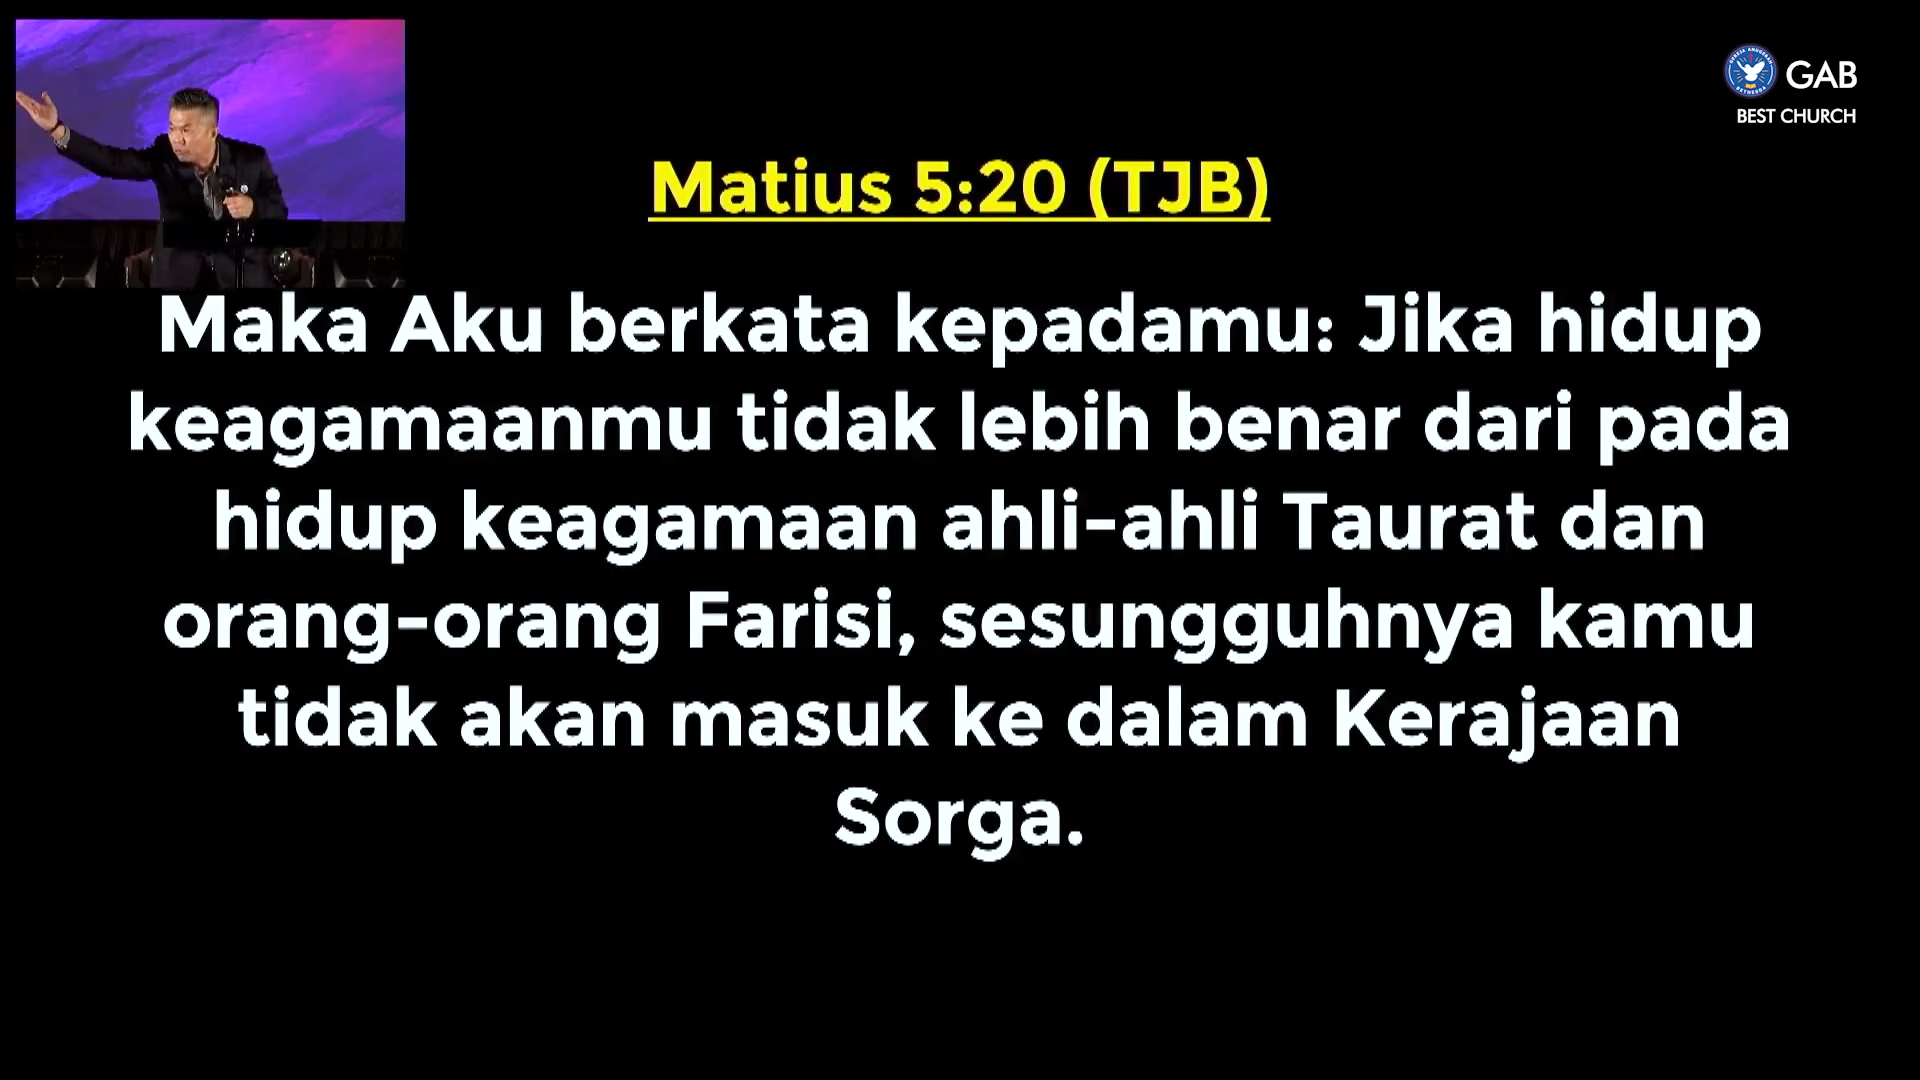 GAB
BEST CHURCH
Matius 5:20 (TJB)
Maka Aku berkata kepadamu: Jika hidup
keagamaanmu tidak lebih benar dari pada
hidup keagamaan ahli-ahli Taurat dan
orang-orang Farisi, sesungguhnya kamu
tidak akan masuk ke dalam Kerajaan
Sorga.